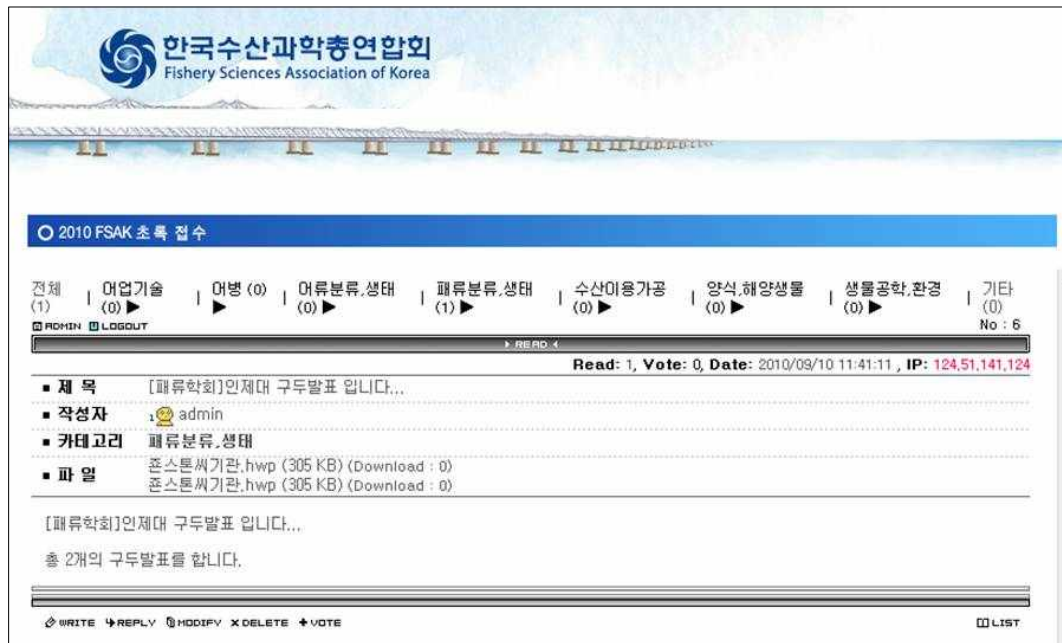 한국수산과학총연합회
Fishery Sciences Association of Korea
2010 FSAK 초록 접수
전체 (1) | 어업기술 (0) ▶ | 어병 (0) ▶ | 어류분류,생태 (0) ▶ | 패류분류,생태 (1) ▶ | 수산이용가공 (0) ▶ | 양식,해양생물 (0) ▶ | 생물공학,환경 (0) ▶ | 기타 (0)
ADMIN LOGOUT No : 6
READ
Read: 1, Vote: 0, Date: 2010/09/10 11:41:11 , IP: 124,51,141,124
■ 제 목 [패류학회]인제대 구두발표 입니다...
■ 작성자 1 admin
■ 카테고리 패류분류,생태
■ 파 일 죤스톤씨기관,hwp (305 KB) (Download : 0)
죤스톤씨기관,hwp (305 KB) (Download : 0)
[패류학회]인제대 구두발표 입니다...
총 2개의 구두발표를 합니다.
WRITE REPLY MODIFY DELETE VOTE LIST